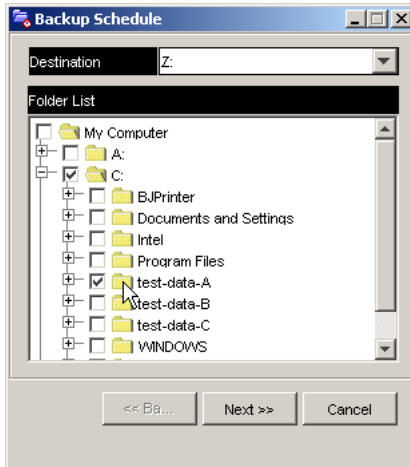 Backup Schedule
Destination Z:
Folder List
My Computer
A:
C:
BJPrinter
Documents and Settings
Intel
Program Files
test-data-A
test-data-B
test-data-C
WINDOWS
<< Ba... Next >> Cancel